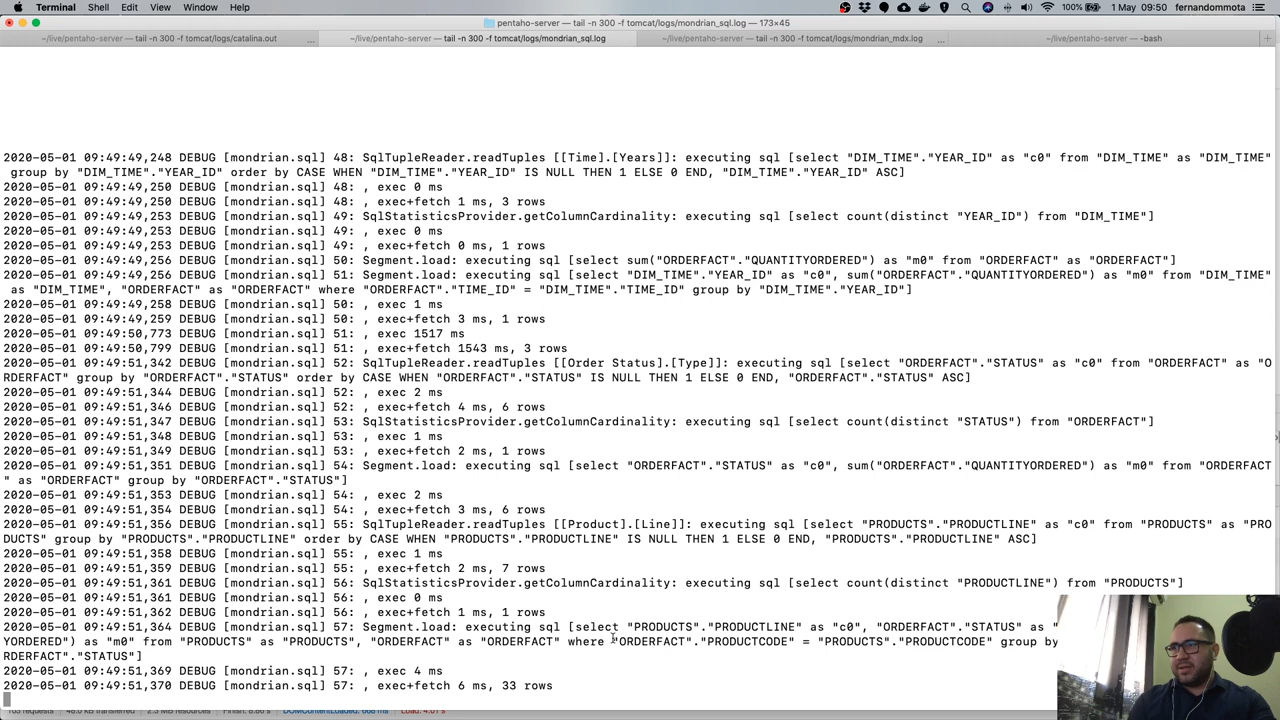 Terminal Shell Edit View Window Help 100% 1 May 09:50 fernandommota
pentaho-server — tail -n 300 -f tomcat/logs/mondrian_sql.log — 173×45
~/live/pentaho-server — tail -n 300 -f tomcat/logs/catalina.out ... ~/live/pentaho-server — tail -n 300 -f tomcat/logs/mondrian_sql.log ~/live/pentaho-server — tail -n 300 -f tomcat/logs/mondrian_mdx.log ... ~/live/pentaho-server — -bash +
2020-05-01 09:49:49,248 DEBUG [mondrian.sql] 48: SqlTupleReader.readTuples [[Time].[Years]]: executing sql [select "DIM_TIME"."YEAR_ID" as "c0" from "DIM_TIME" as "DIM_TIME"
group by "DIM_TIME"."YEAR_ID" order by CASE WHEN "DIM_TIME"."YEAR_ID" IS NULL THEN 1 ELSE 0 END, "DIM_TIME"."YEAR_ID" ASC]
2020-05-01 09:49:49,250 DEBUG [mondrian.sql] 48: , exec 0 ms
2020-05-01 09:49:49,250 DEBUG [mondrian.sql] 48: , exec+fetch 1 ms, 3 rows
2020-05-01 09:49:49,253 DEBUG [mondrian.sql] 49: SqlStatisticsProvider.getColumnCardinality: executing sql [select count(distinct "YEAR_ID") from "DIM_TIME"]
2020-05-01 09:49:49,253 DEBUG [mondrian.sql] 49: , exec 0 ms
2020-05-01 09:49:49,253 DEBUG [mondrian.sql] 49: , exec+fetch 0 ms, 1 rows
2020-05-01 09:49:49,256 DEBUG [mondrian.sql] 50: Segment.load: executing sql [select sum("ORDERFACT"."QUANTITYORDERED") as "m0" from "ORDERFACT" as "ORDERFACT"]
2020-05-01 09:49:49,256 DEBUG [mondrian.sql] 51: Segment.load: executing sql [select "DIM_TIME"."YEAR_ID" as "c0", sum("ORDERFACT"."QUANTITYORDERED") as "m0" from "DIM_TIME"
as "DIM_TIME", "ORDERFACT" as "ORDERFACT" where "ORDERFACT"."TIME_ID" = "DIM_TIME"."TIME_ID" group by "DIM_TIME"."YEAR_ID"]
2020-05-01 09:49:49,258 DEBUG [mondrian.sql] 50: , exec 1 ms
2020-05-01 09:49:49,259 DEBUG [mondrian.sql] 50: , exec+fetch 3 ms, 1 rows
2020-05-01 09:49:50,773 DEBUG [mondrian.sql] 51: , exec 1517 ms
2020-05-01 09:49:50,799 DEBUG [mondrian.sql] 51: , exec+fetch 1543 ms, 3 rows
2020-05-01 09:49:51,342 DEBUG [mondrian.sql] 52: SqlTupleReader.readTuples [[Order Status].[Type]]: executing sql [select "ORDERFACT"."STATUS" as "c0" from "ORDERFACT" as "O
RDERFACT" group by "ORDERFACT"."STATUS" order by CASE WHEN "ORDERFACT"."STATUS" IS NULL THEN 1 ELSE 0 END, "ORDERFACT"."STATUS" ASC]
2020-05-01 09:49:51,344 DEBUG [mondrian.sql] 52: , exec 2 ms
2020-05-01 09:49:51,346 DEBUG [mondrian.sql] 52: , exec+fetch 4 ms, 6 rows
2020-05-01 09:49:51,347 DEBUG [mondrian.sql] 53: SqlStatisticsProvider.getColumnCardinality: executing sql [select count(distinct "STATUS") from "ORDERFACT"]
2020-05-01 09:49:51,348 DEBUG [mondrian.sql] 53: , exec 1 ms
2020-05-01 09:49:51,349 DEBUG [mondrian.sql] 53: , exec+fetch 2 ms, 1 rows
2020-05-01 09:49:51,351 DEBUG [mondrian.sql] 54: Segment.load: executing sql [select "ORDERFACT"."STATUS" as "c0", sum("ORDERFACT"."QUANTITYORDERED") as "m0" from "ORDERFACT
" as "ORDERFACT" group by "ORDERFACT"."STATUS"]
2020-05-01 09:49:51,353 DEBUG [mondrian.sql] 54: , exec 2 ms
2020-05-01 09:49:51,354 DEBUG [mondrian.sql] 54: , exec+fetch 3 ms, 6 rows
2020-05-01 09:49:51,356 DEBUG [mondrian.sql] 55: SqlTupleReader.readTuples [[Product].[Line]]: executing sql [select "PRODUCTS"."PRODUCTLINE" as "c0" from "PRODUCTS" as "PRO
DUCTS" group by "PRODUCTS"."PRODUCTLINE" order by CASE WHEN "PRODUCTS"."PRODUCTLINE" IS NULL THEN 1 ELSE 0 END, "PRODUCTS"."PRODUCTLINE" ASC]
2020-05-01 09:49:51,358 DEBUG [mondrian.sql] 55: , exec 1 ms
2020-05-01 09:49:51,359 DEBUG [mondrian.sql] 55: , exec+fetch 2 ms, 7 rows
2020-05-01 09:49:51,361 DEBUG [mondrian.sql] 56: SqlStatisticsProvider.getColumnCardinality: executing sql [select count(distinct "PRODUCTLINE") from "PRODUCTS"]
2020-05-01 09:49:51,361 DEBUG [mondrian.sql] 56: , exec 0 ms
2020-05-01 09:49:51,362 DEBUG [mondrian.sql] 56: , exec+fetch 1 ms, 1 rows
2020-05-01 09:49:51,364 DEBUG [mondrian.sql] 57: Segment.load: executing sql [select "PRODUCTS"."PRODUCTLINE" as "c0", "ORDERFACT"."STATUS" as "
YORDERED") as "m0" from "PRODUCTS" as "PRODUCTS", "ORDERFACT" as "ORDERFACT" where "ORDERFACT"."PRODUCTCODE" = "PRODUCTS"."PRODUCTCODE" group by
RDERFACT"."STATUS"]
2020-05-01 09:49:51,369 DEBUG [mondrian.sql] 57: , exec 4 ms
2020-05-01 09:49:51,370 DEBUG [mondrian.sql] 57: , exec+fetch 6 ms, 33 rows